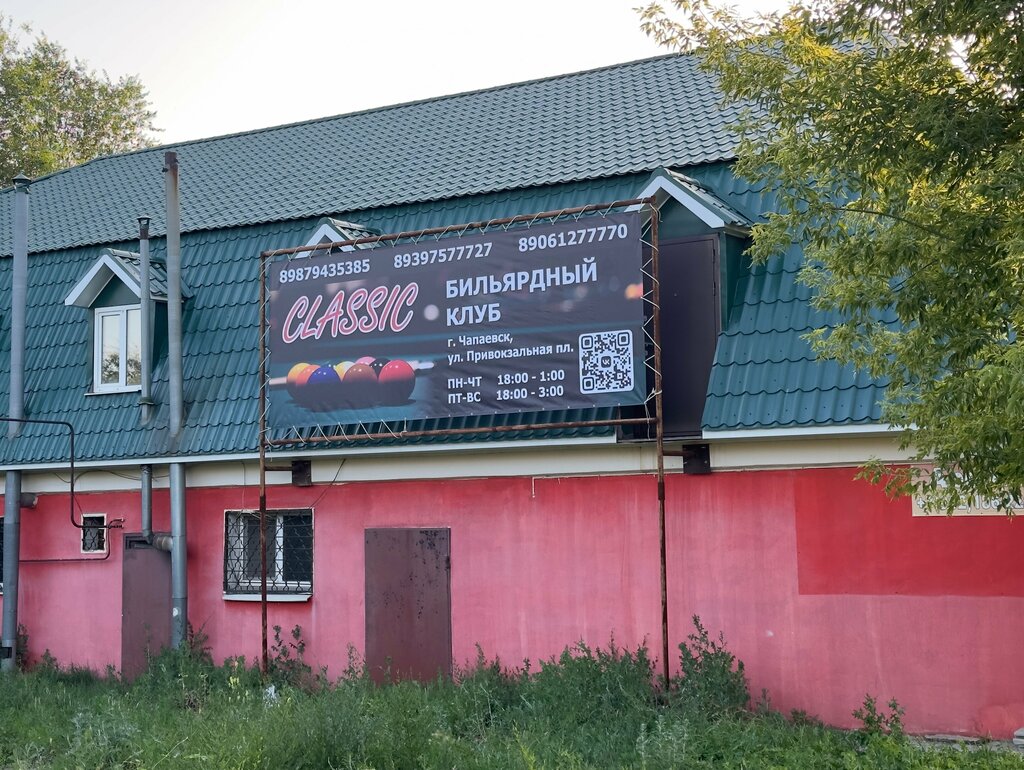 89879435385 89397577727 89061277770
CLASSIC
БИЛЬЯРДНЫЙ
КЛУБ
г. Чапаевск,
ул. Привокзальная пл.
ПН-ЧТ 18:00 - 1:00
ПТ-ВС 18:00 - 3:00